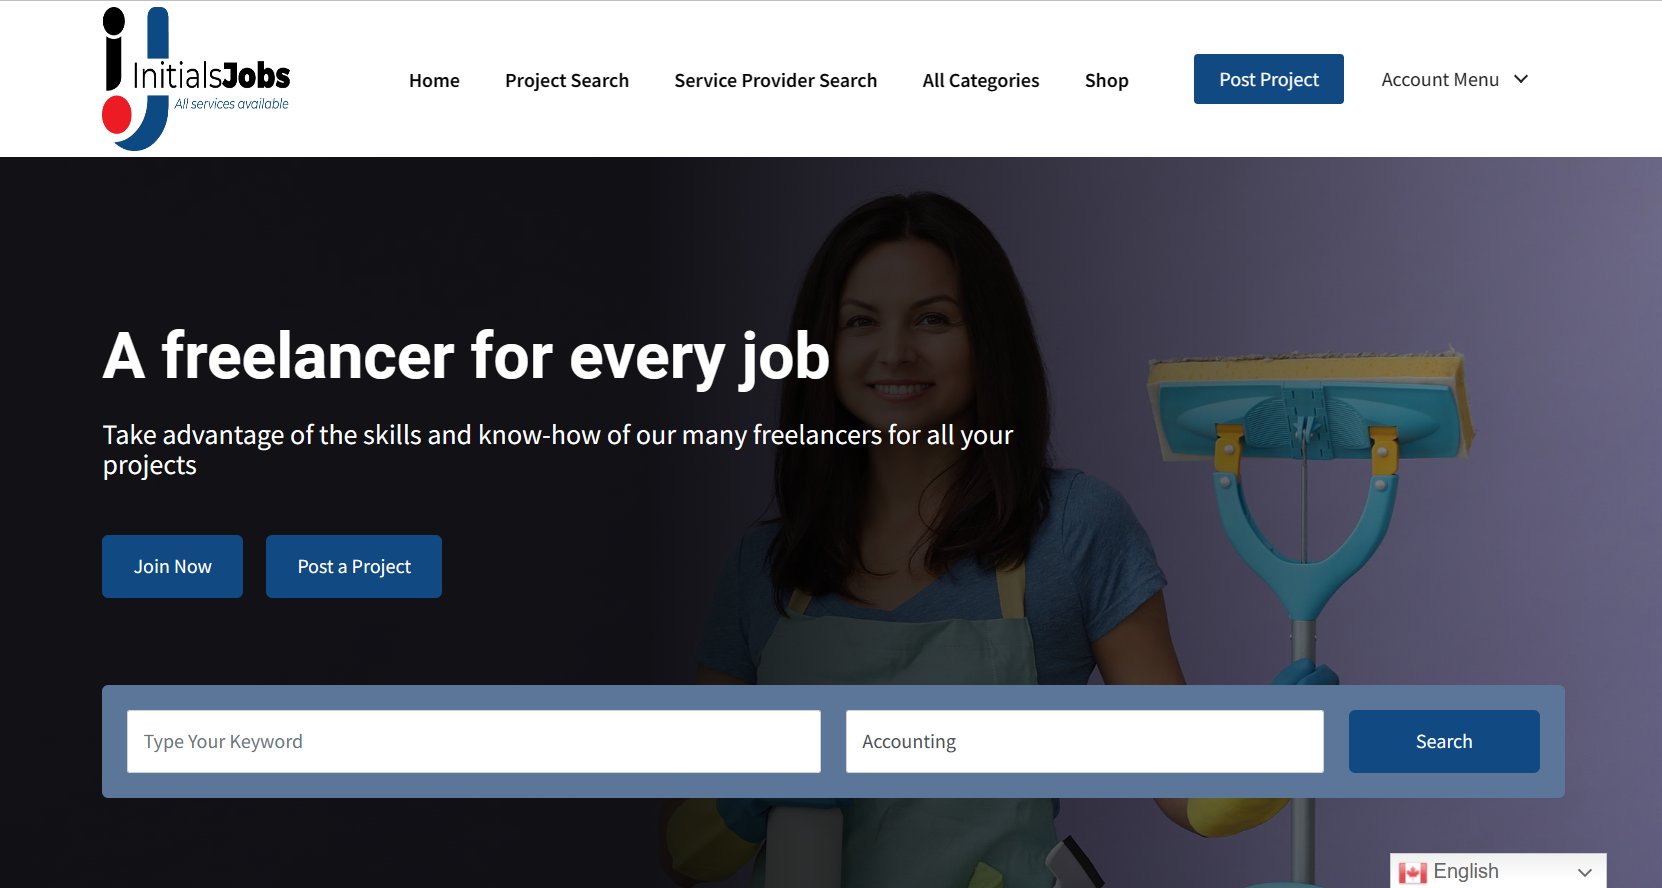 InitialsJobs
All services available
Home
Project Search
Service Provider Search
All Categories
Shop
Post Project
Account Menu
A freelancer for every job
Take advantage of the skills and know-how of our many freelancers for all your
projects
Join Now
Post a Project
Type Your Keyword
Accounting
Search
English